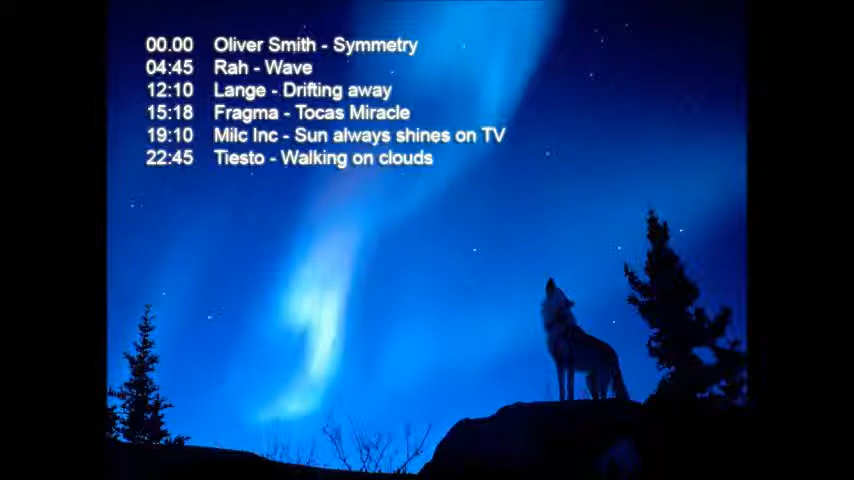 00.00 Oliver Smith - Symmetry
04:45 Rah - Wave
12:10 Lange - Drifting away
15:18 Fragma - Tocas Miracle
19:10 Milc Inc - Sun always shines on TV
22:45 Tiesto - Walking on clouds